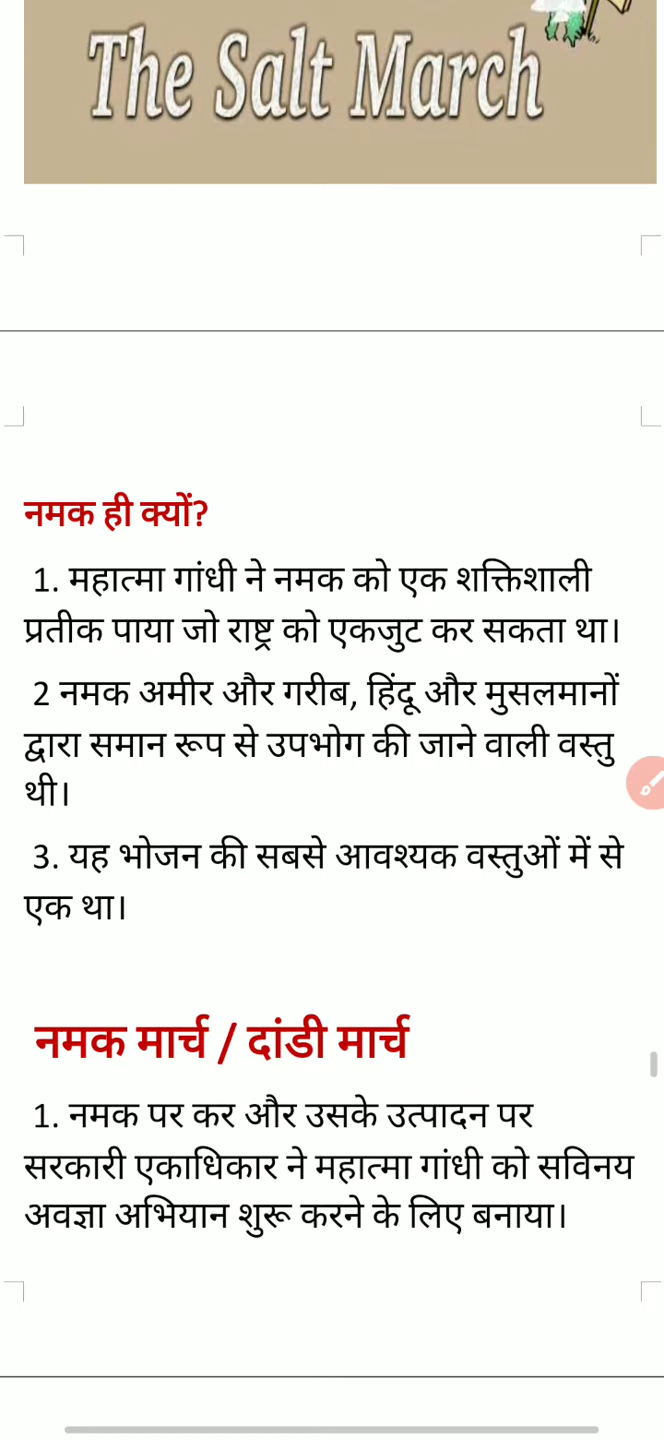 The Salt March
नमक ही क्यों?
1. महात्मा गांधी ने नमक को एक शक्तिशाली
प्रतीक पाया जो राष्ट्र को एकजुट कर सकता था।
2 नमक अमीर और गरीब, हिंदू और मुसलमानों
द्वारा समान रूप से उपभोग की जाने वाली वस्तु
थी।
3. यह भोजन की सबसे आवश्यक वस्तुओं में से
एक था।
नमक मार्च / दांडी मार्च
1. नमक पर कर और उसके उत्पादन पर
सरकारी एकाधिकार ने महात्मा गांधी को सविनय
अवज्ञा अभियान शुरू करने के लिए बनाया।